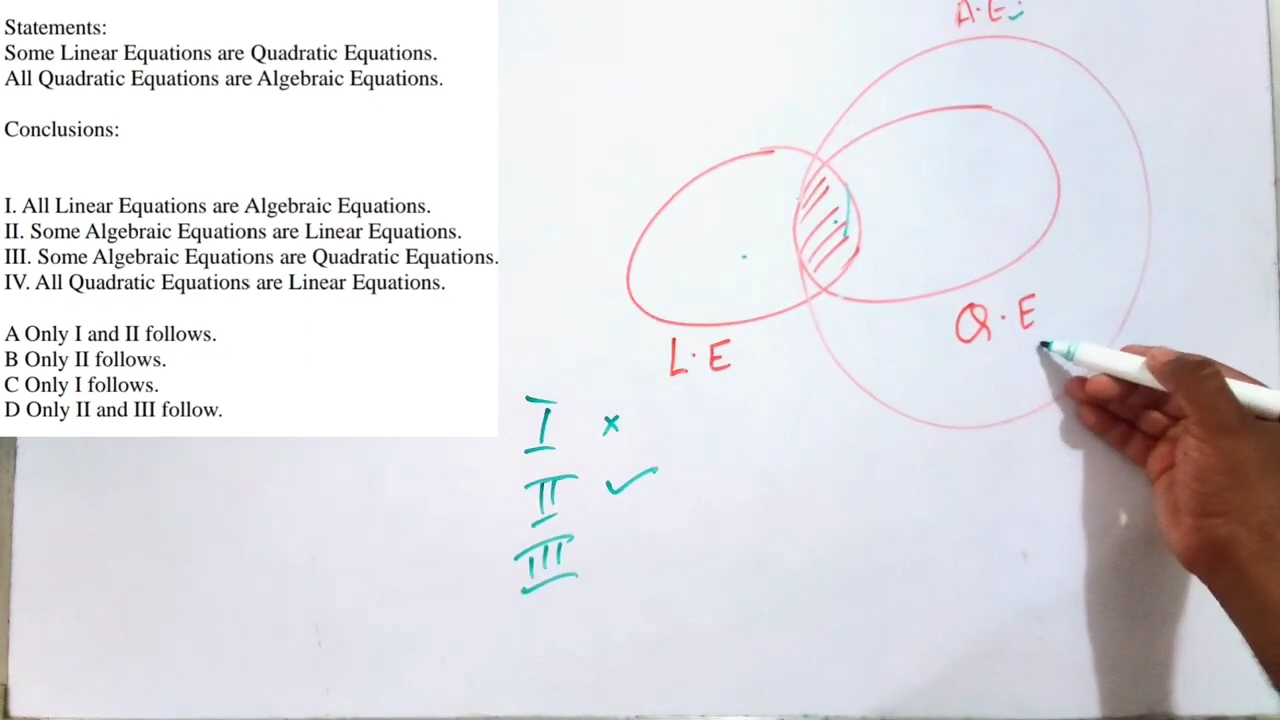 Statements:
Some Linear Equations are Quadratic Equations.
All Quadratic Equations are Algebraic Equations.
Conclusions:
I. All Linear Equations are Algebraic Equations.
II. Some Algebraic Equations are Linear Equations.
III. Some Algebraic Equations are Quadratic Equations.
IV. All Quadratic Equations are Linear Equations.
A Only I and II follows.
B Only II follows.
C Only I follows.
D Only II and III follow.
A.E
Q.E
L.E
I ×
II ✓
III